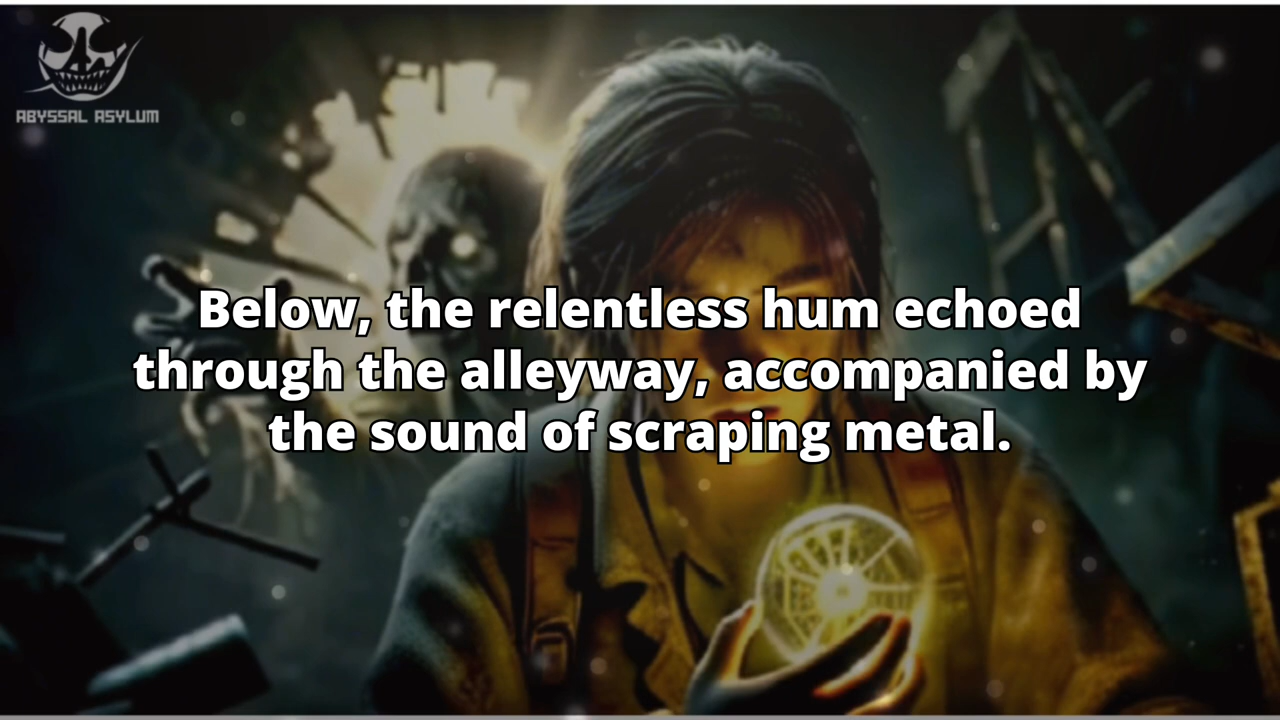 ABYSSAL ASYLUM
Below, the relentless hum echoed
through the alleyway, accompanied by
the sound of scraping metal.